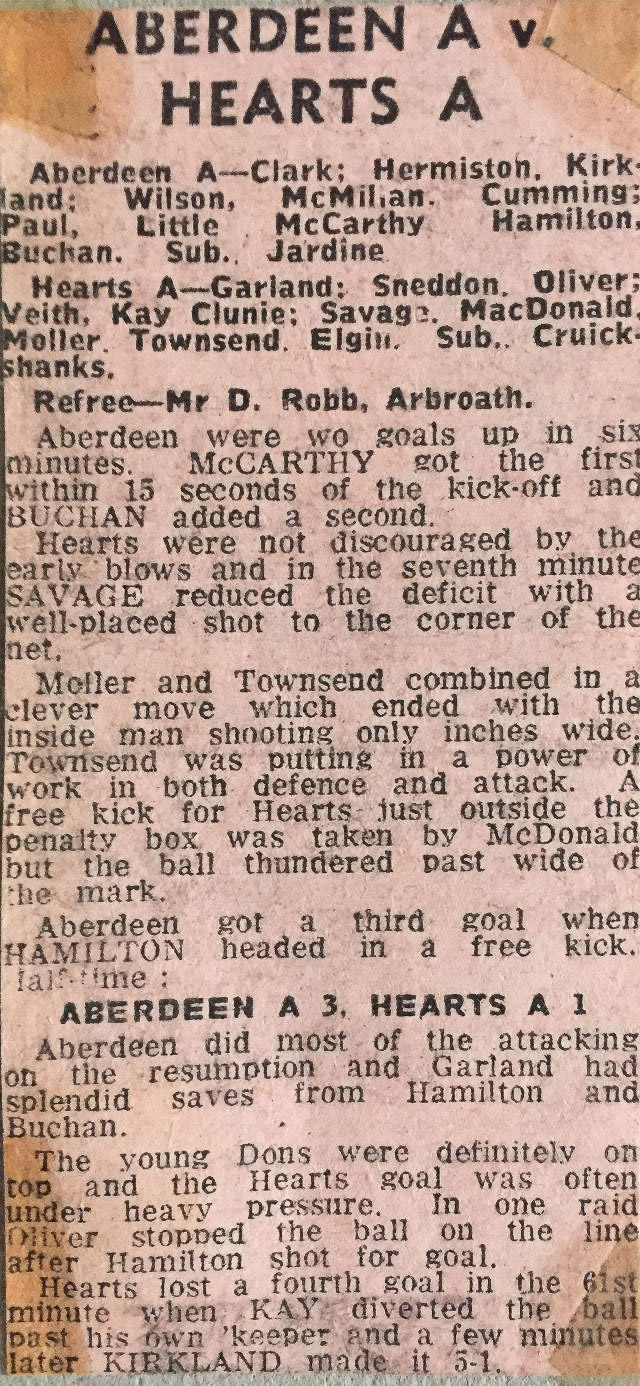 ABERDEEN A v.
HEARTS A
Aberdeen A—Clark; Hermiston, Kirk-
land; Wilson, McMillan. Cumming;
Paul, Little McCarthy Hamilton,
Buchan. Sub., Jardine
Hearts A—Garland; Sneddon, Oliver;
Veith, Kay Clunie; Savage, MacDonald,
Moller, Townsend, Elgin. Sub., Cruick-
shanks.
Refree—Mr D. Robb, Arbroath.
Aberdeen were wo goals up in six
minutes. McCARTHY got the first
within 15 seconds of the kick-off and
BUCHAN added a second.
Hearts were not discouraged by the
early blows and in the seventh minute
SAVAGE reduced the deficit with a
well-placed shot to the corner of the
net.
Moller and Townsend combined in a
clever move which ended with the
inside man shooting only inches wide.
Townsend was putting in a power of
work in both defence and attack. A
free kick for Hearts just outside the
penalty box was taken by McDonald
but the ball thundered past wide of
the mark.
Aberdeen got a third goal when
HAMILTON headed in a free kick.
Half-time :
ABERDEEN A 3, HEARTS A 1
Aberdeen did most of the attacking
on the resumption and Garland had
splendid saves from Hamilton and
Buchan.
The young Dons were definitely on
top and the Hearts goal was often
under heavy pressure. In one raid
Oliver stopped the ball on the line
after Hamilton shot for goal.
Hearts lost a fourth goal in the 61st
minute when KAY diverted the ball
past his own 'keeper and a few minutes
later KIRKLAND made it 5-1.